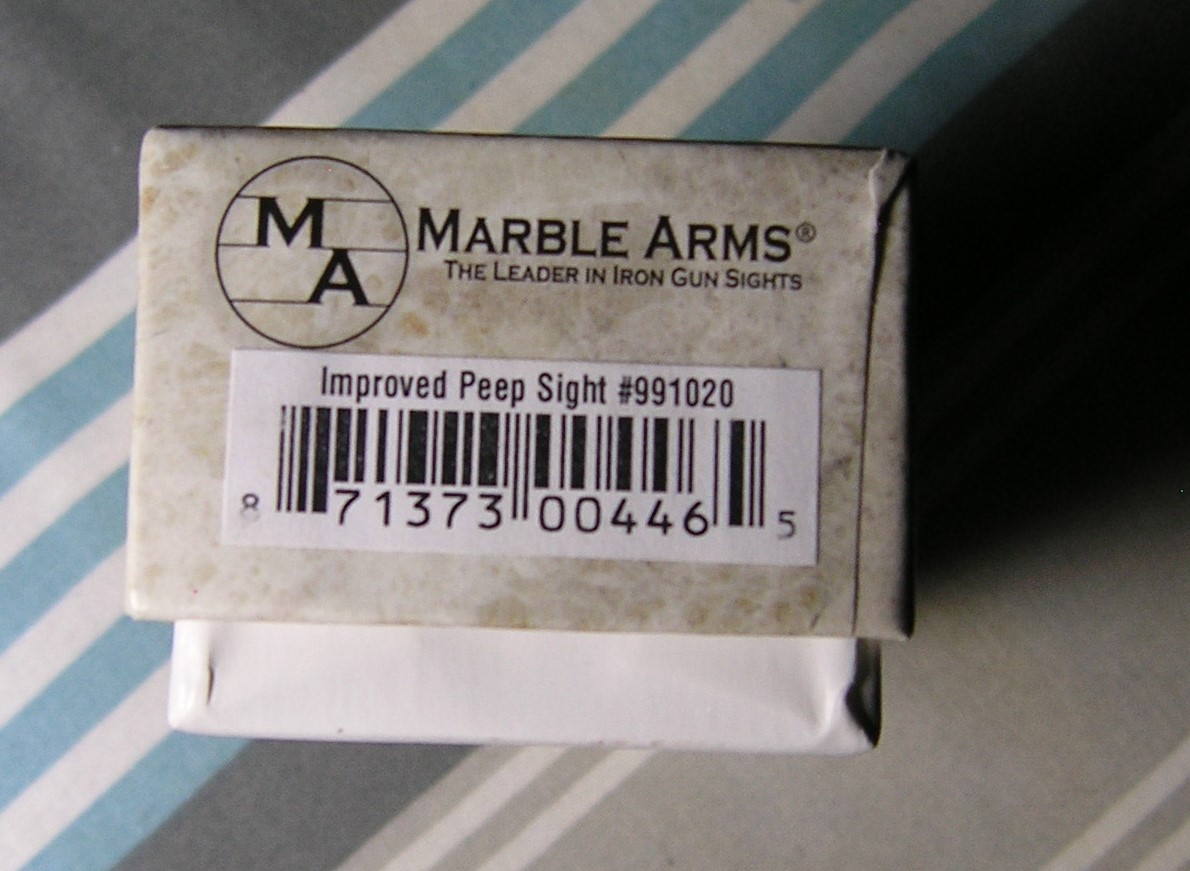 MA
MARBLE ARMS®
THE LEADER IN IRON GUN SIGHTS
Improved Peep Sight #991020
8 71373 00446 5